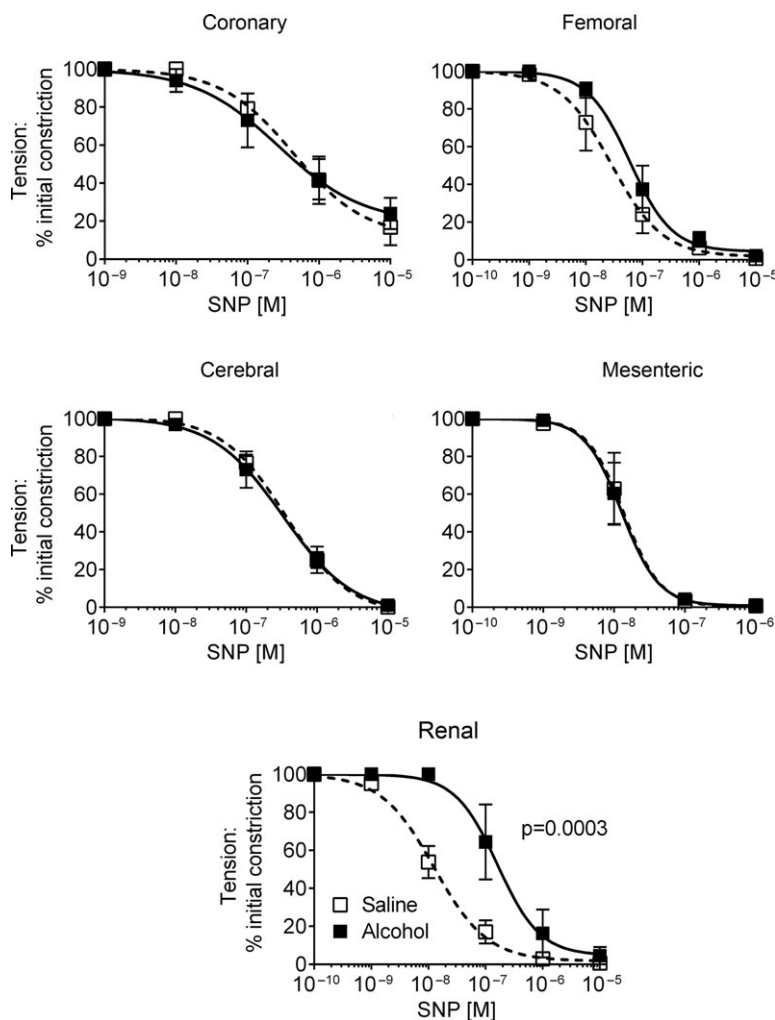 Coronary
Tension:
% initial constriction
100
80
60
40
20
0
10⁻⁹ 10⁻⁸ 10⁻⁷ 10⁻⁶ 10⁻⁵
SNP [M]
Femoral
100
80
60
40
20
0
10⁻¹⁰ 10⁻⁹ 10⁻⁸ 10⁻⁷ 10⁻⁶ 10⁻⁵
SNP [M]
Cerebral
Tension:
% initial constriction
100
80
60
40
20
0
10⁻⁹ 10⁻⁸ 10⁻⁷ 10⁻⁶ 10⁻⁵
SNP [M]
Mesenteric
100
80
60
40
20
0
10⁻¹⁰ 10⁻⁹ 10⁻⁸ 10⁻⁷ 10⁻⁶
SNP [M]
Renal
Tension:
% initial constriction
100
80
60
40
20
0
p=0.0003
Saline
Alcohol
10⁻¹⁰ 10⁻⁹ 10⁻⁸ 10⁻⁷ 10⁻⁶ 10⁻⁵
SNP [M]